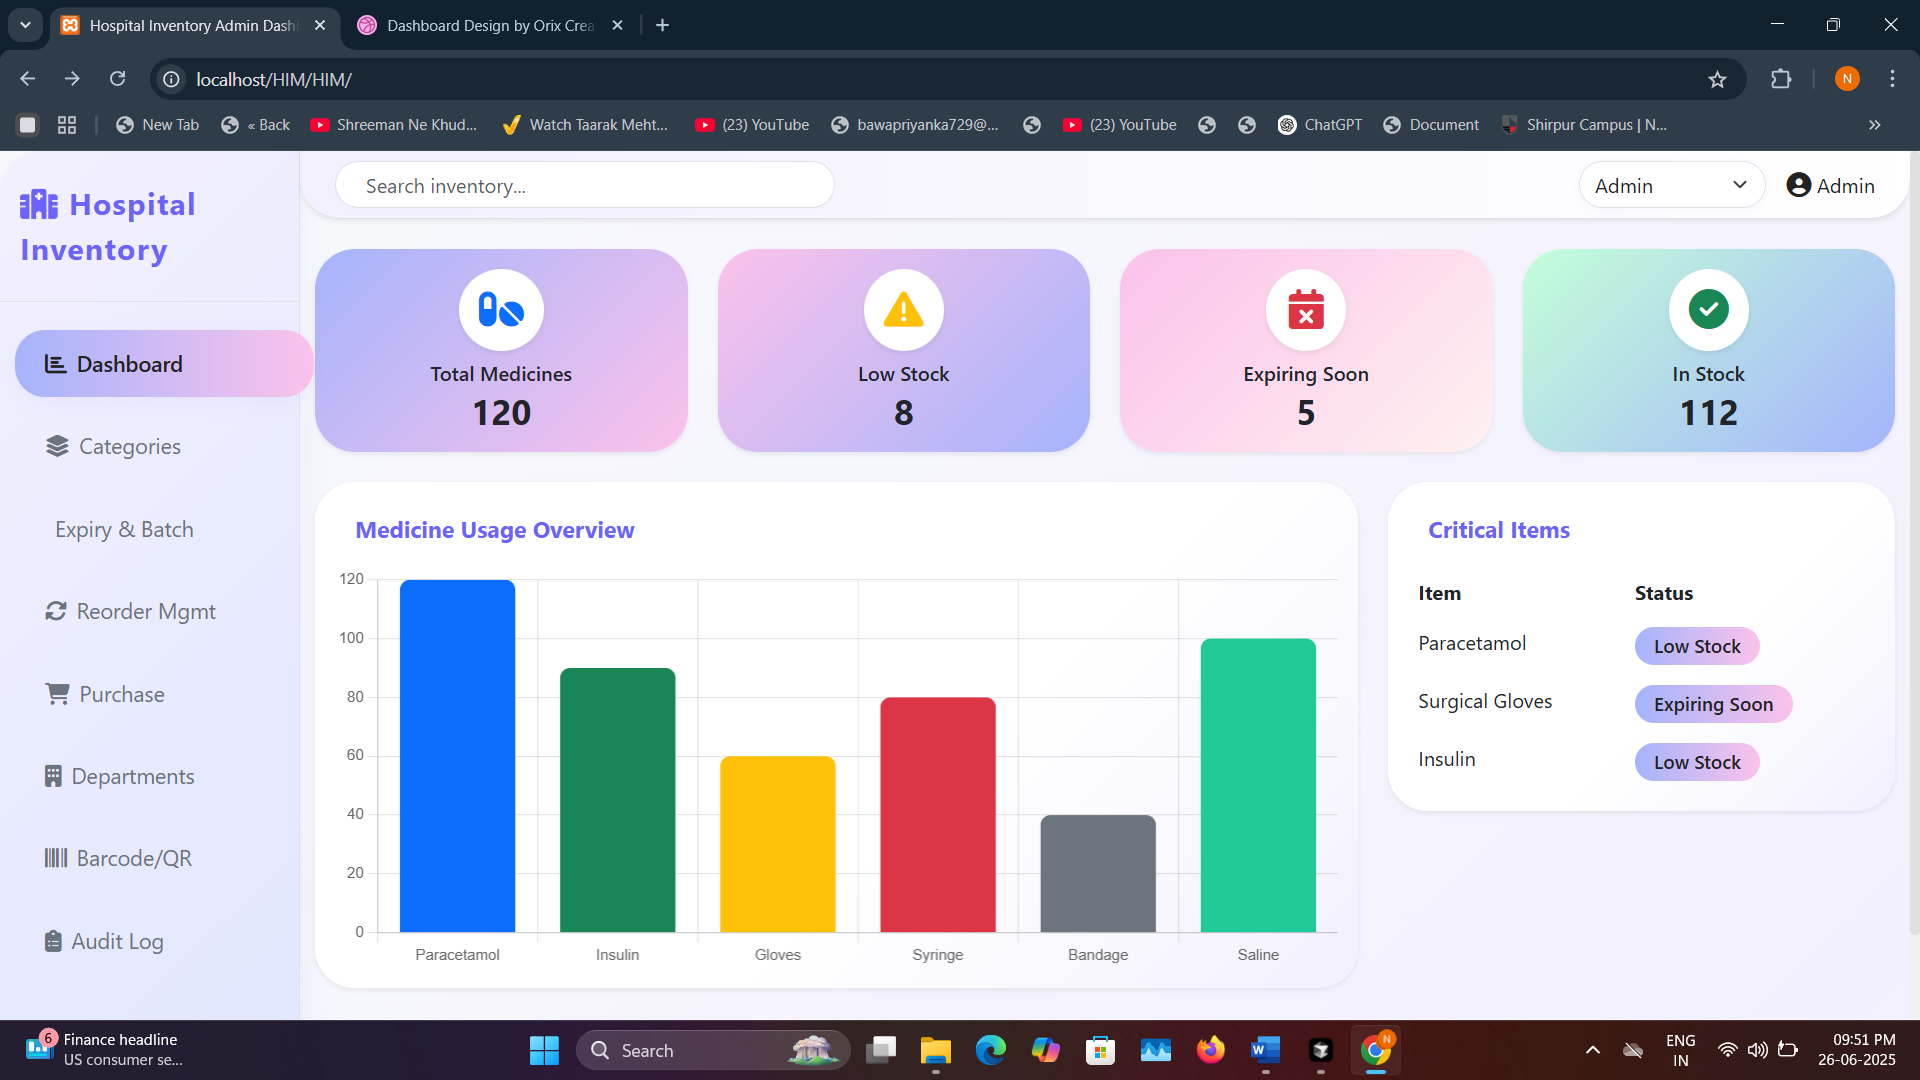 Hospital Inventory Admin Dash
Dashboard Design by Orix Crea
localhost/HIM/HIM/
N
New Tab
« Back
Shreeman Ne Khud...
Watch Taarak Meht...
(23) YouTube
bawapriyanka729@...
(23) YouTube
ChatGPT
Document
Shirpur Campus | N...
Hospital
Inventory
Search inventory...
Admin
Admin
Dashboard
Categories
Expiry & Batch
Reorder Mgmt
Purchase
Departments
Barcode/QR
Audit Log
Total Medicines
120
Low Stock
8
Expiring Soon
5
In Stock
112
Medicine Usage Overview
120
100
80
60
40
20
0
Paracetamol
Insulin
Gloves
Syringe
Bandage
Saline
Critical Items
Item Status
Paracetamol Low Stock
Surgical Gloves Expiring Soon
Insulin Low Stock
6
Finance headline
US consumer se...
Search
W
N
ENG
IN
09:51 PM
26-06-2025